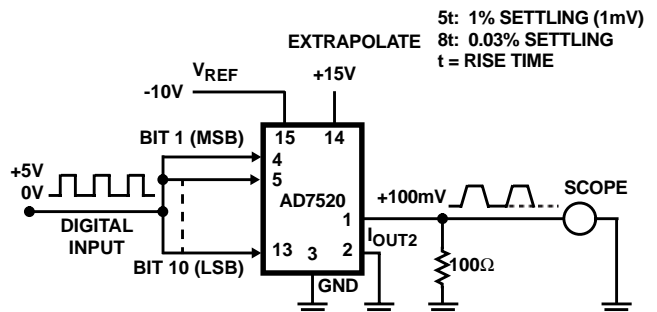 5t: 1% SETTLING (1mV)
8t: 0.03% SETTLING
t = RISE TIME
EXTRAPOLATE
VREF
+15V
-10V
BIT 1 (MSB)
15
14
4
5
+5V
0V
AD7520
+100mV
SCOPE
DIGITAL
INPUT
1
IOUT2
13
3
2
BIT 10 (LSB)
GND
100Ω